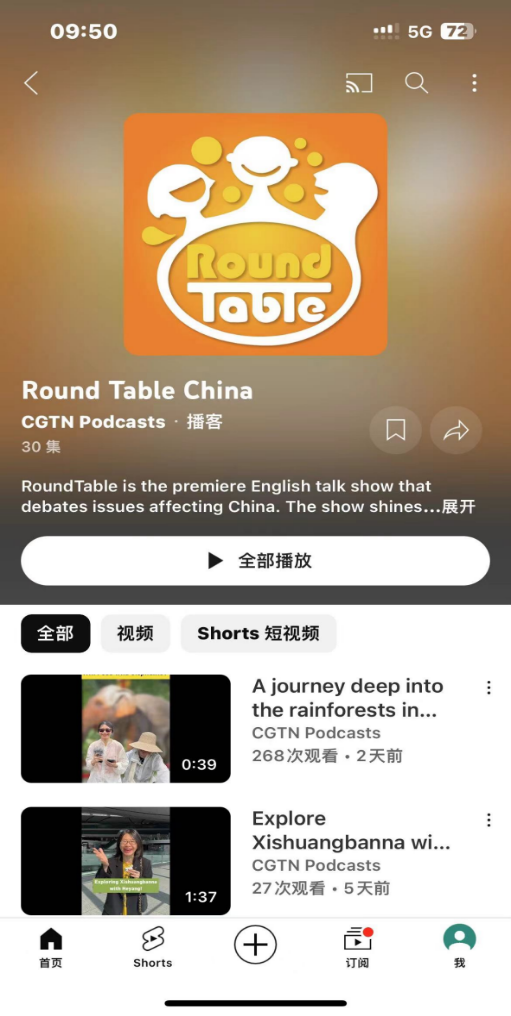 09:50
5G 72
Round
Table
Round Table China
CGTN Podcasts · 播客
30 集
RoundTable is the premiere English talk show that
debates issues affecting China. The show shines...展开
全部播放
全部
视频
Shorts 短视频
0:39
A journey deep into
the rainforests in...
CGTN Podcasts
268次观看 · 2天前
Exploring Xishuangbanna
with Heyang!
1:37
Explore
Xishuangbanna wi...
CGTN Podcasts
27次观看 · 5天前
首页
Shorts
订阅
我